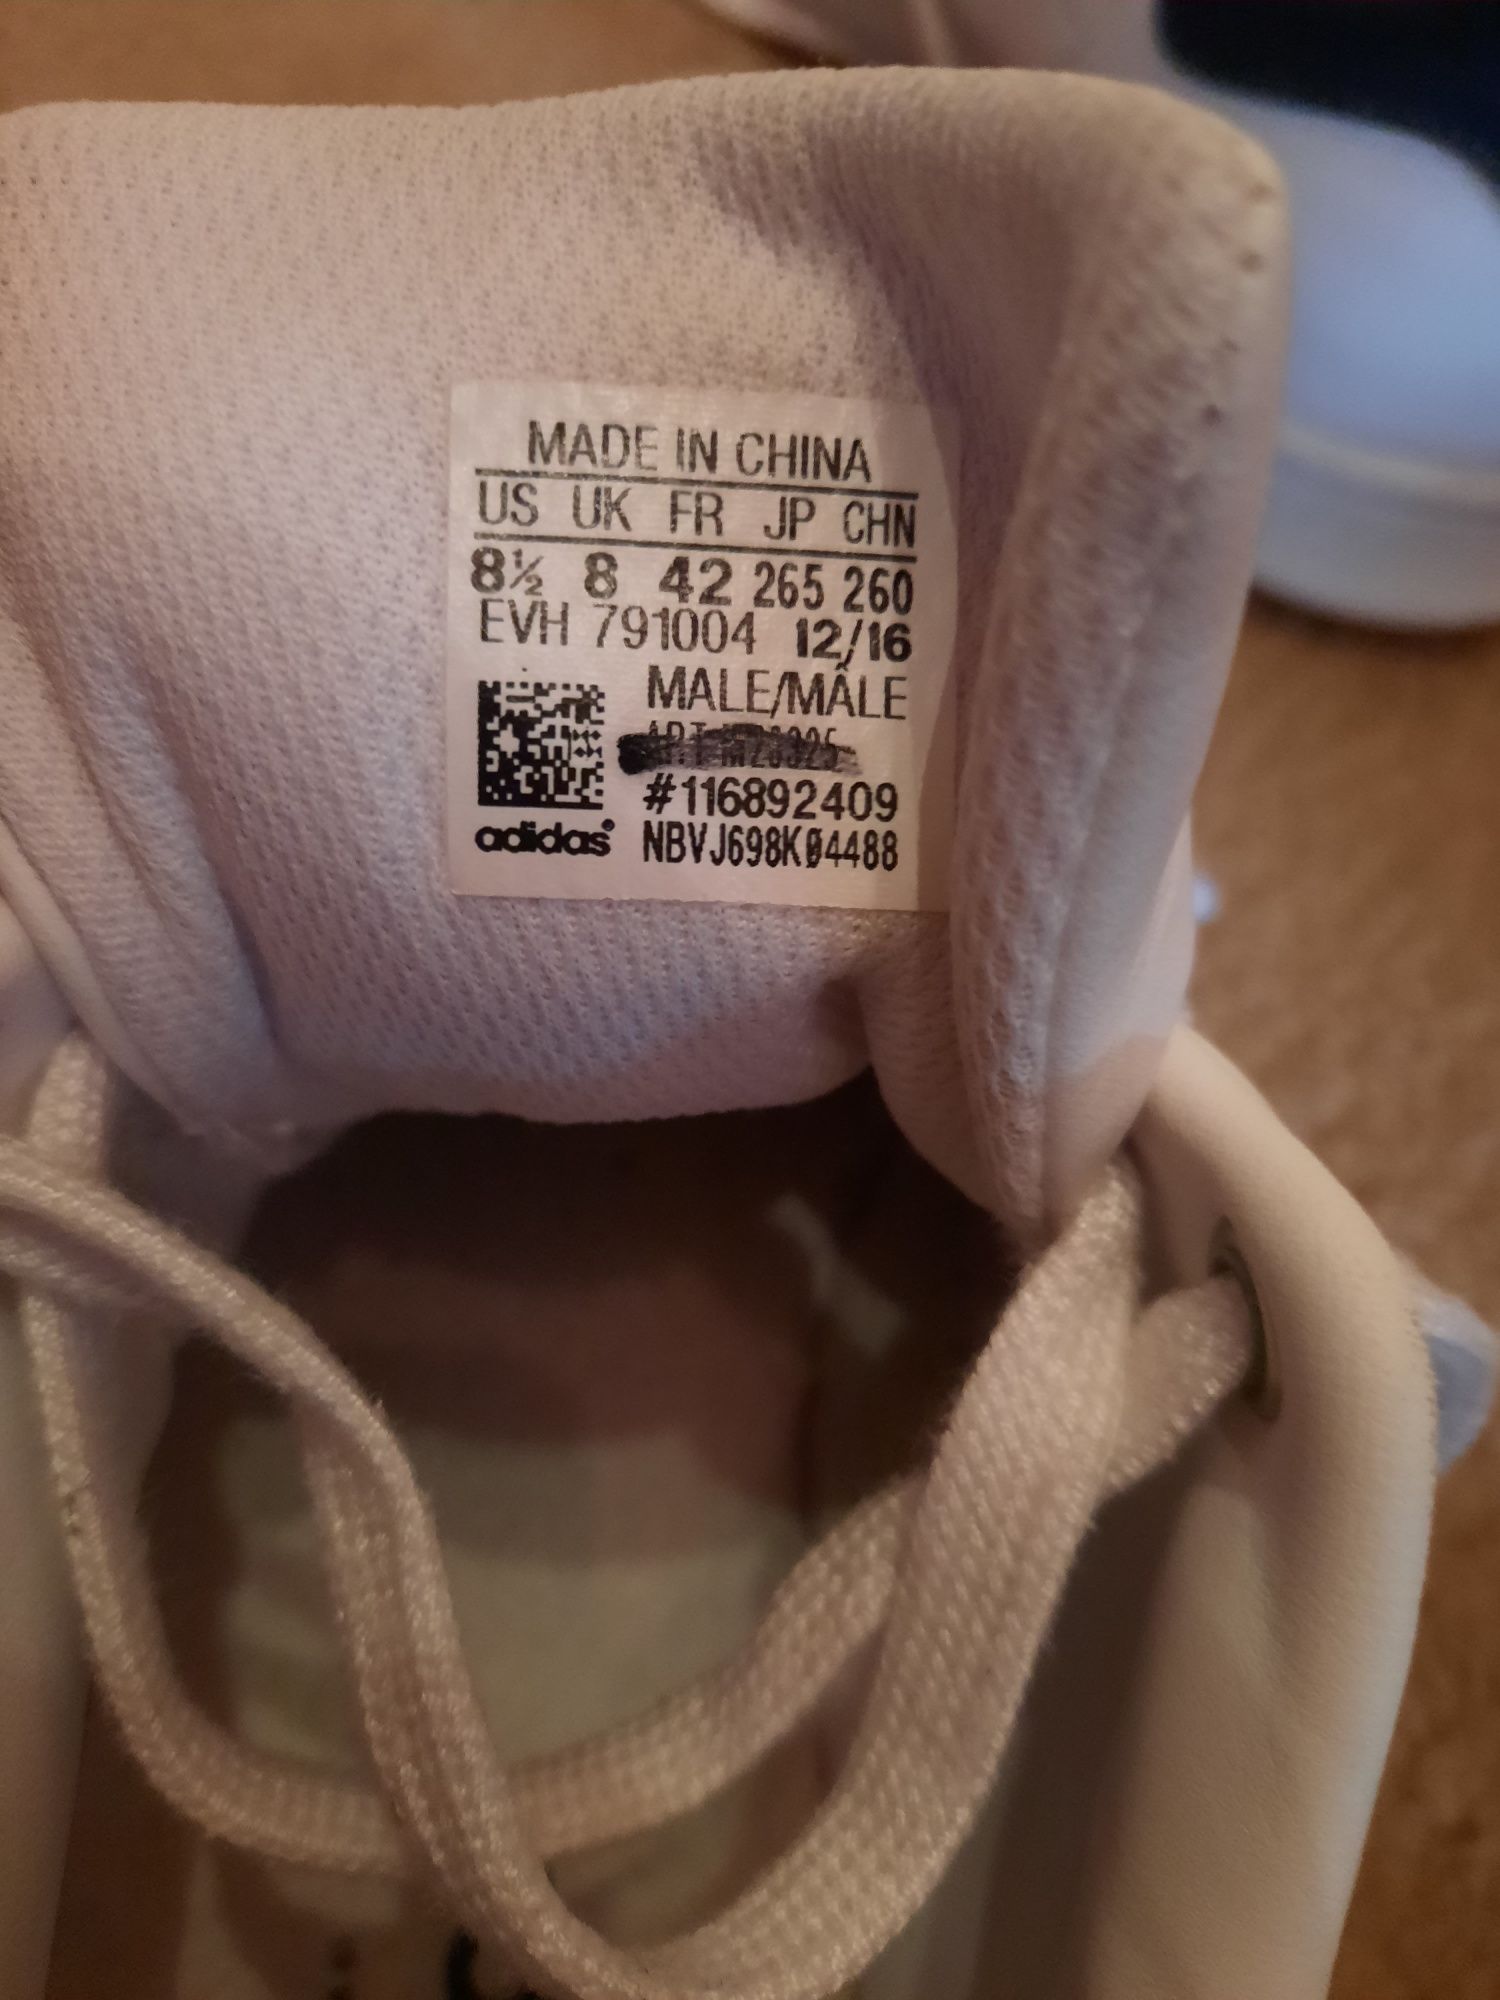 MADE IN CHINA
US UK FR JP CHN
8½ 8 42 265 260
EVH 791004 12/16
MALE/MÂLE
ART
#116892409
adidas® NBVJ698KØ4488